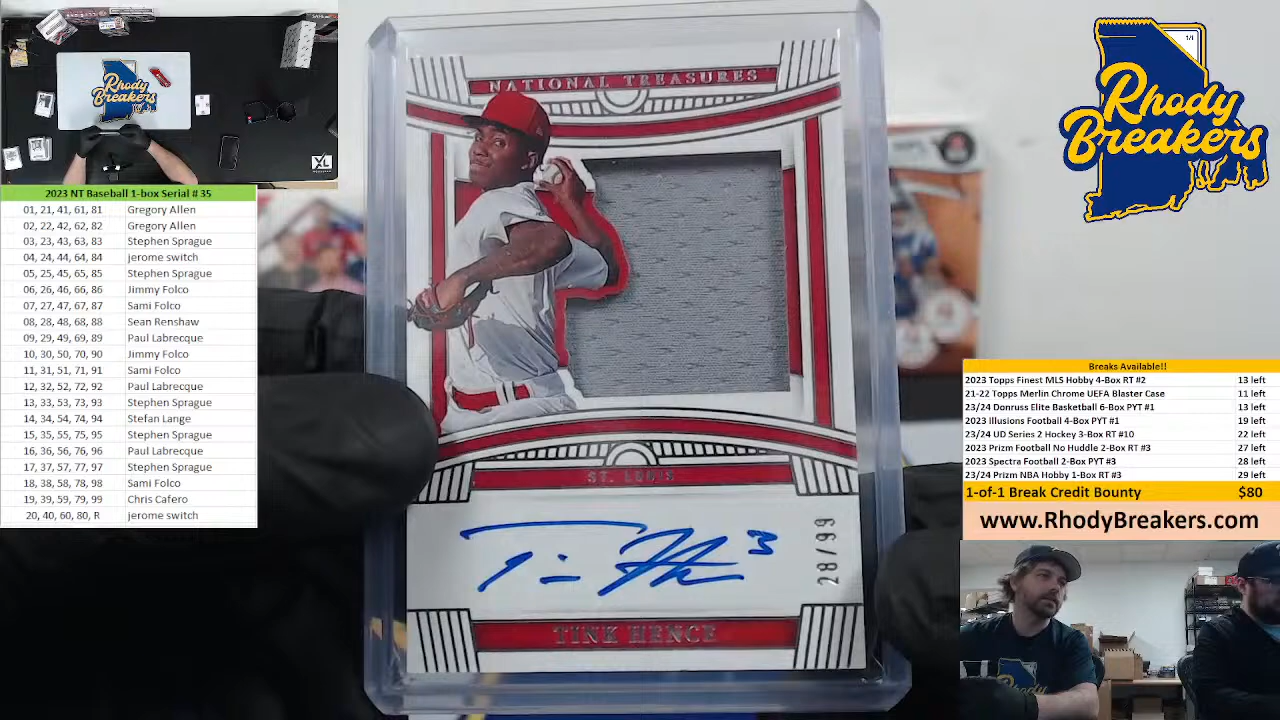 Rhody
Breakers
XL
2023 NT Baseball 1-box Serial # 35
01, 21, 41, 61, 81 Gregory Allen
02, 22, 42, 62, 82 Gregory Allen
03, 23, 43, 63, 83 Stephen Sprague
04, 24, 44, 64, 84 jerome switch
05, 25, 45, 65, 85 Stephen Sprague
06, 26, 46, 66, 86 Jimmy Folco
07, 27, 47, 67, 87 Sami Folco
08, 28, 48, 68, 88 Sean Renshaw
09, 29, 49, 69, 89 Paul Labrecque
10, 30, 50, 70, 90 Jimmy Folco
11, 31, 51, 71, 91 Sami Folco
12, 32, 52, 72, 92 Paul Labrecque
13, 33, 53, 73, 93 Stephen Sprague
14, 34, 54, 74, 94 Stefan Lange
15, 35, 55, 75, 95 Stephen Sprague
16, 36, 56, 76, 96 Paul Labrecque
17, 37, 57, 77, 97 Stephen Sprague
18, 38, 58, 78, 98 Sami Folco
19, 39, 59, 79, 99 Chris Cafero
20, 40, 60, 80, R jerome switch
NATIONAL TREASURES
ST. LOUIS
3
28/99
TINK HENCE
1/1
Rhody
Breakers
Breaks Available!!
2023 Topps Finest MLS Hobby 4-Box RT #2 13 left
21-22 Topps Merlin Chrome UEFA Blaster Case 11 left
23/24 Donruss Elite Basketball 6-Box PYT #1 13 left
2023 Illusions Football 4-Box PYT #1 19 left
23/24 UD Series 2 Hockey 3-Box RT #10 22 left
2023 Prizm Football No Huddle 2-Box RT #3 27 left
2023 Spectra Football 2-Box PYT #3 28 left
23/24 Prizm NBA Hobby 1-Box RT #3 29 left
1-of-1 Break Credit Bounty $80
www.RhodyBreakers.com
Rhody